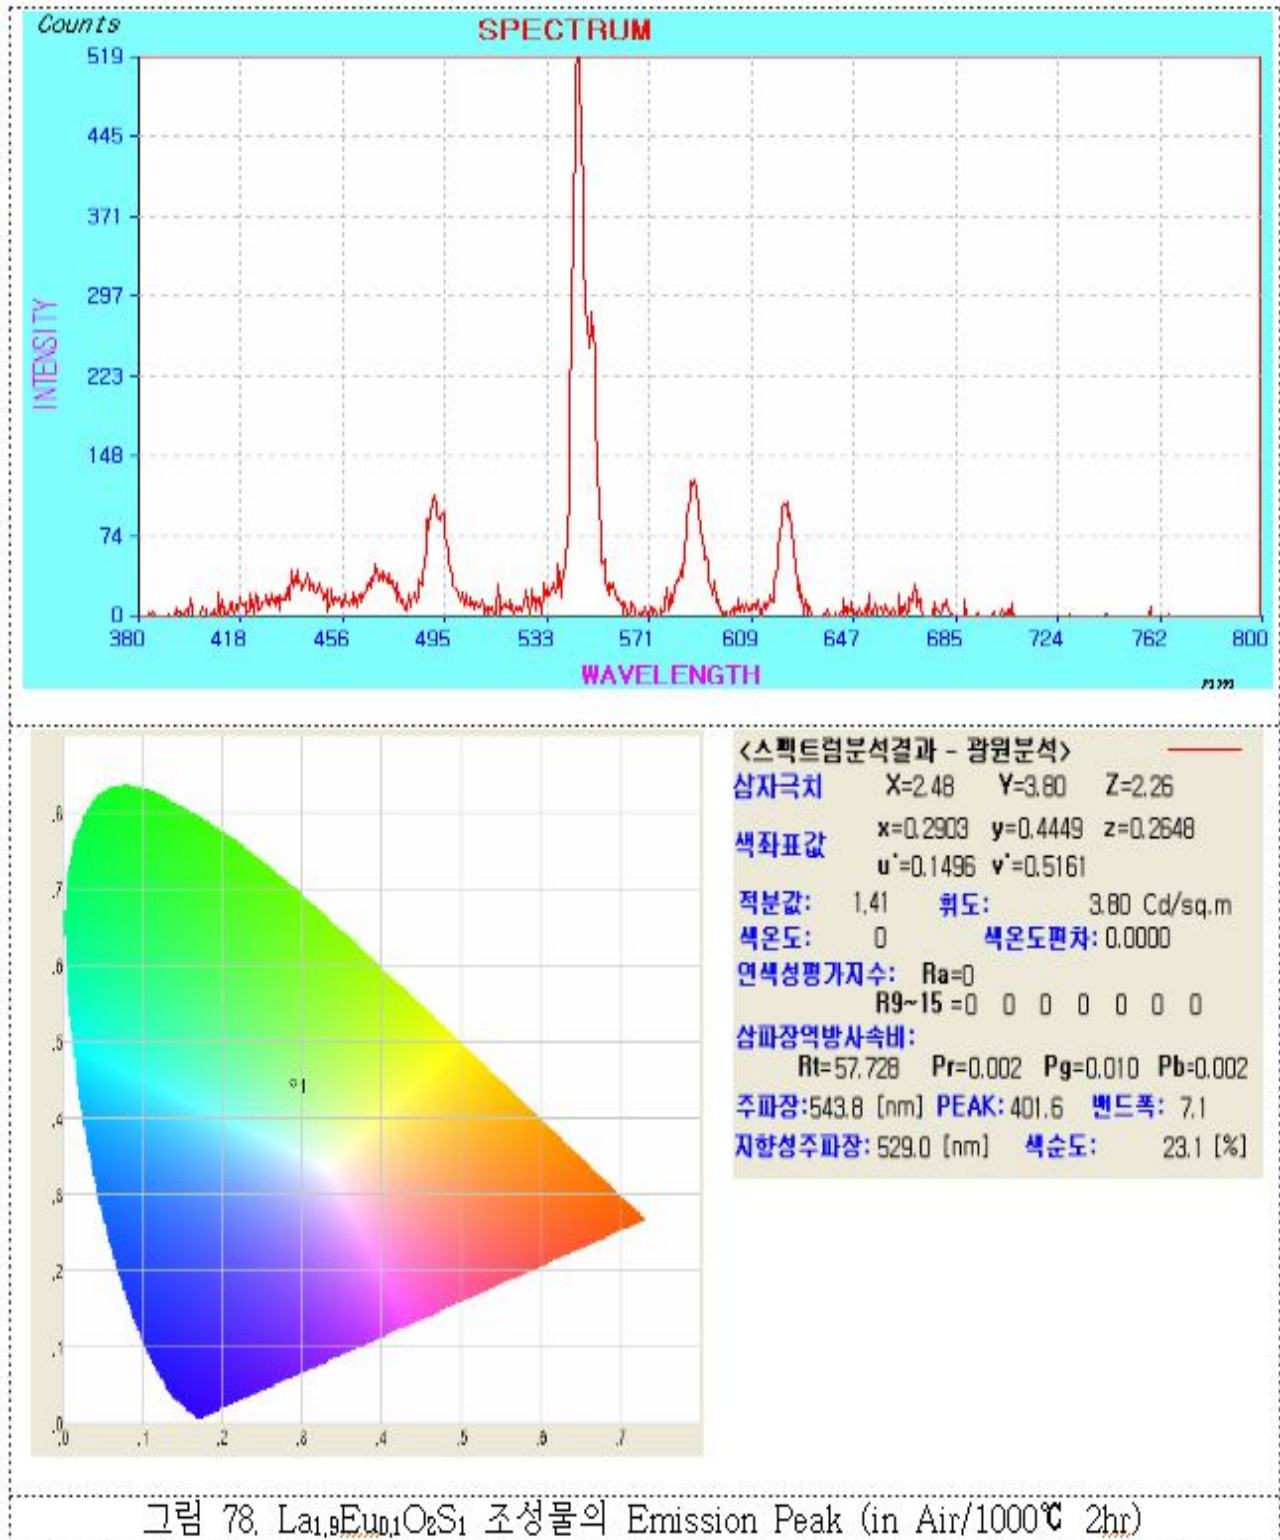 Counts
SPECTRUM
519
445
371
297
223
148
74
0
INTENSITY
380 418 456 495 533 571 609 647 685 724 762 800
WAVELENGTH
nm
.8
.7
.6
.5
.4
.3
.2
.1
.0
.0 .1 .2 .3 .4 .5 .6 .7
1
<스펙트럼분석결과 - 광원분석>
삼자극치 X=2.48 Y=3.80 Z=2.26
색좌표값 x=0.2903 y=0.4449 z=0.2648
u'=0.1496 v'=0.5161
적분값: 1.41 휘도: 3.80 Cd/sq.m
색온도: 0 색온도편차: 0.0000
연색성평가지수: Ra=0
R9~15 =0 0 0 0 0 0 0
삼파장역방사속비:
Rt=57.728 Pr=0.002 Pg=0.010 Pb=0.002
주파장:543.8 [nm] PEAK: 401.6 밴드폭: 7.1
지향성주파장: 529.0 [nm] 색순도: 23.1 [%]
그림 78. La1.9Eu0.1O2S1 조성물의 Emission Peak (in Air/1000℃ 2hr)